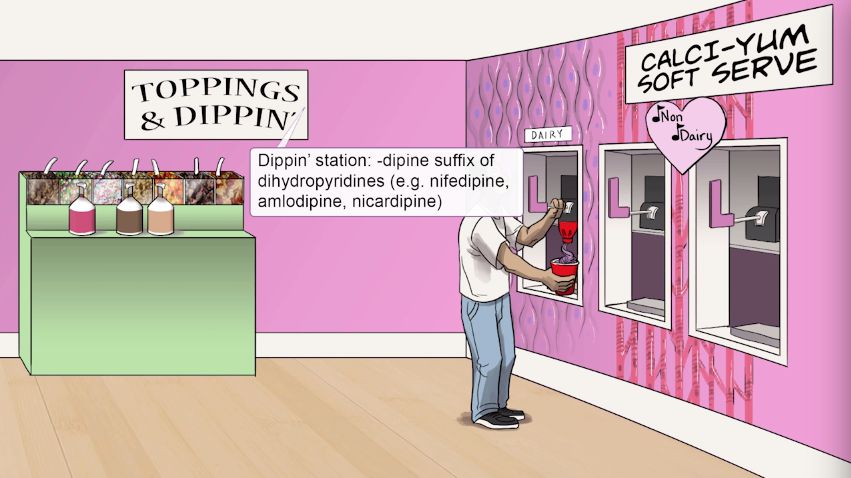 TOPPINGS
& DIPPIN'
Dippin' station: -dipine suffix of
dihydropyridines (e.g. nifedipine,
amlodipine, nicardipine)
DAIRY
CALCI-YUM
SOFT SERVE
Non
Dairy